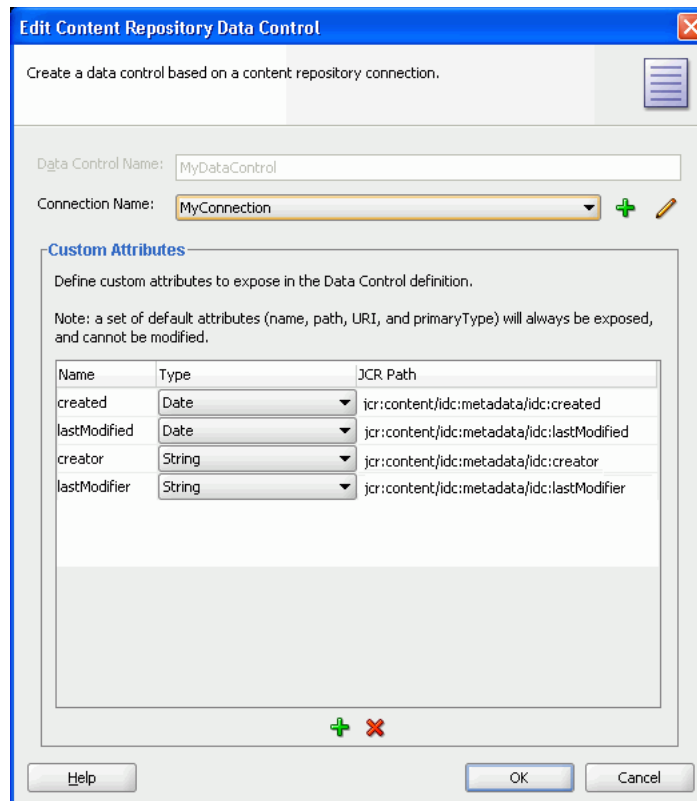 Edit Content Repository Data Control
Create a data control based on a content repository connection.
Data Control Name: MyDataControl
Connection Name: MyConnection
Custom Attributes
Define custom attributes to expose in the Data Control definition.
Note: a set of default attributes (name, path, URI, and primaryType) will always be exposed,
and cannot be modified.
Name Type JCR Path
created Date jcr:content/idc:metadata/idc:created
lastModified Date jcr:content/idc:metadata/idc:lastModified
creator String jcr:content/idc:metadata/idc:creator
lastModifier String jcr:content/idc:metadata/idc:lastModifier
Help OK Cancel